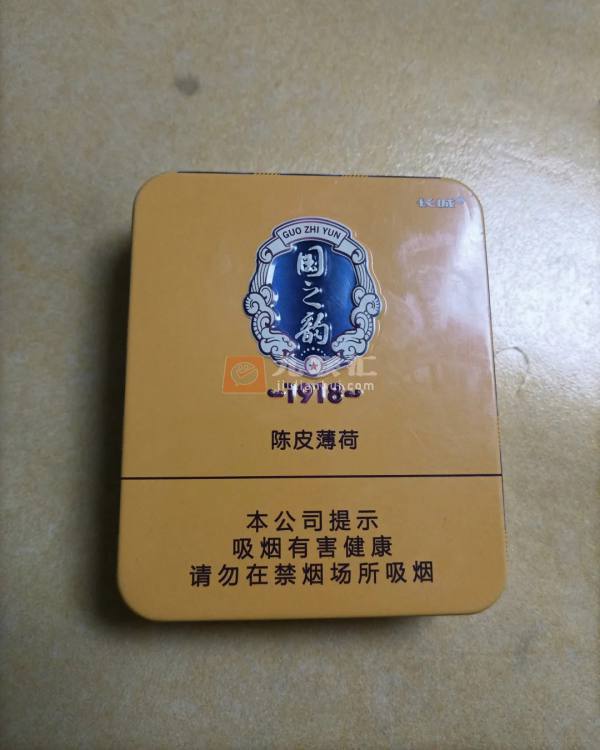 长城
GUO ZHI YUN
国之韵
1918
陈皮薄荷
本公司提示
吸烟有害健康
请勿在禁烟场所吸烟